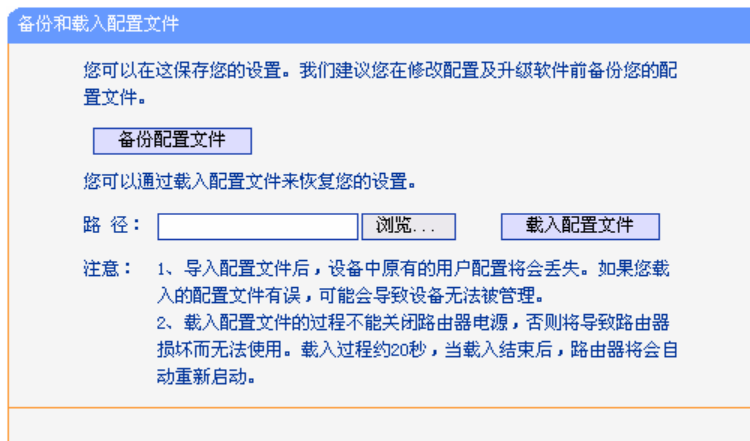 备份和载入配置文件
您可以在这保存您的设置。我们建议您在修改配置及升级软件前备份您的配
置文件。
备份配置文件
您可以通过载入配置文件来恢复您的设置。
路 径： 浏览... 载入配置文件
注意： 1、导入配置文件后，设备中原有的用户配置将会丢失。如果您载
入的配置文件有误，可能会导致设备无法被管理。
2、载入配置文件的过程不能关闭路由器电源，否则将导致路由器
损坏而无法使用。载入过程约20秒，当载入结束后，路由器将会自
动重新启动。